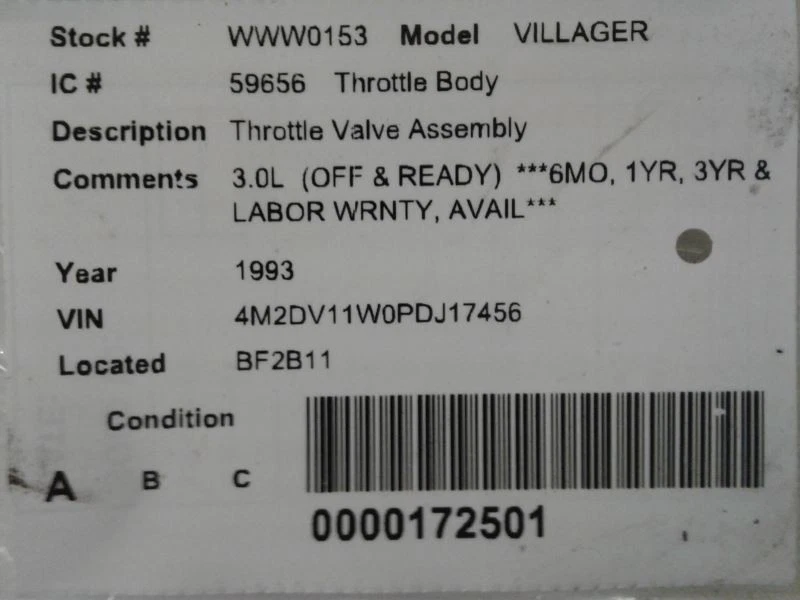 Stock # WWW0153 Model VILLAGER
IC # 59656 Throttle Body
Description Throttle Valve Assembly
Comments 3.0L (OFF & READY) ***6MO, 1YR, 3YR &
LABOR WRNTY, AVAIL***
Year 1993
VIN 4M2DV11W0PDJ17456
Located BF2B11
Condition
A B C
0000172501